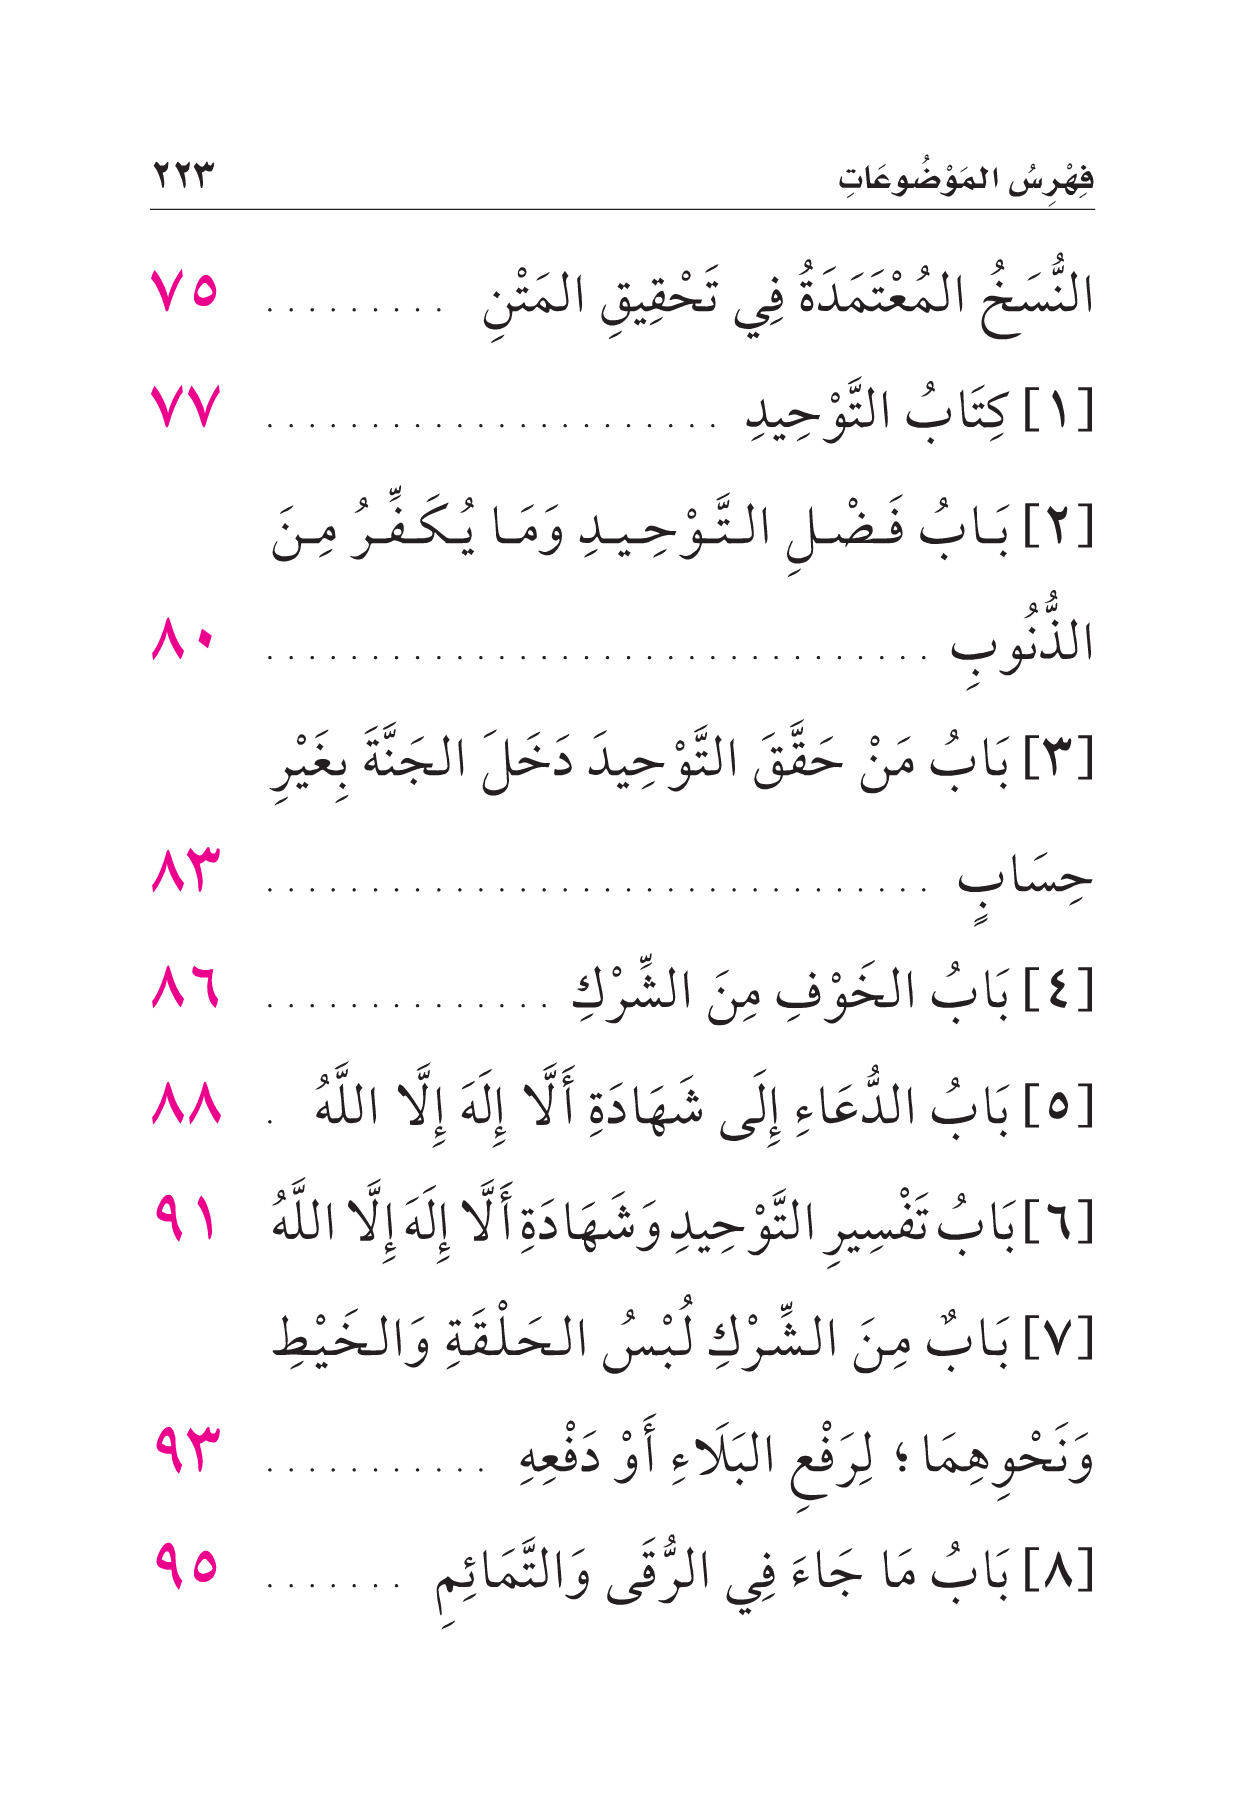 فِهْرِسُ المَوْضُوعَاتِ ٢٢٣
النُّسَخُ المُعْتَمَدَةُ فِي تَحْقِيقِ المَتْنِ . . . . . . . . . ٧٥
[١] كِتَابُ التَّوْحِيدِ . . . . . . . . . . . . . . . . . . . . . . ٧٧
[٢] بَابُ فَضْلِ التَّوْحِيدِ وَمَا يُكَفِّرُ مِنَ
الذُّنُوبِ . . . . . . . . . . . . . . . . . . . . . . . . . . . . . . . . ٨٠
[٣] بَابُ مَنْ حَقَّقَ التَّوْحِيدَ دَخَلَ الجَنَّةَ بِغَيْرِ
حِسَابٍ . . . . . . . . . . . . . . . . . . . . . . . . . . . . . . . . ٨٣
[٤] بَابُ الخَوْفِ مِنَ الشِّرْكِ . . . . . . . . . . . . . . ٨٦
[٥] بَابُ الدُّعَاءِ إِلَى شَهَادَةِ أَلَّا إِلَهَ إِلَّا اللَّهُ . ٨٨
[٦] بَابُ تَفْسِيرِ التَّوْحِيدِ وَشَهَادَةِ أَلَّا إِلَهَ إِلَّا اللَّهُ ٩١
[٧] بَابٌ مِنَ الشِّرْكِ لُبْسُ الحَلْقَةِ وَالخَيْطِ
وَنَحْوِهِمَا ؛ لِرَفْعِ البَلَاءِ أَوْ دَفْعِهِ . . . . . . . . . . . ٩٣
[٨] بَابُ مَا جَاءَ فِي الرُّقَى وَالتَّمَائِمِ . . . . . . . ٩٥